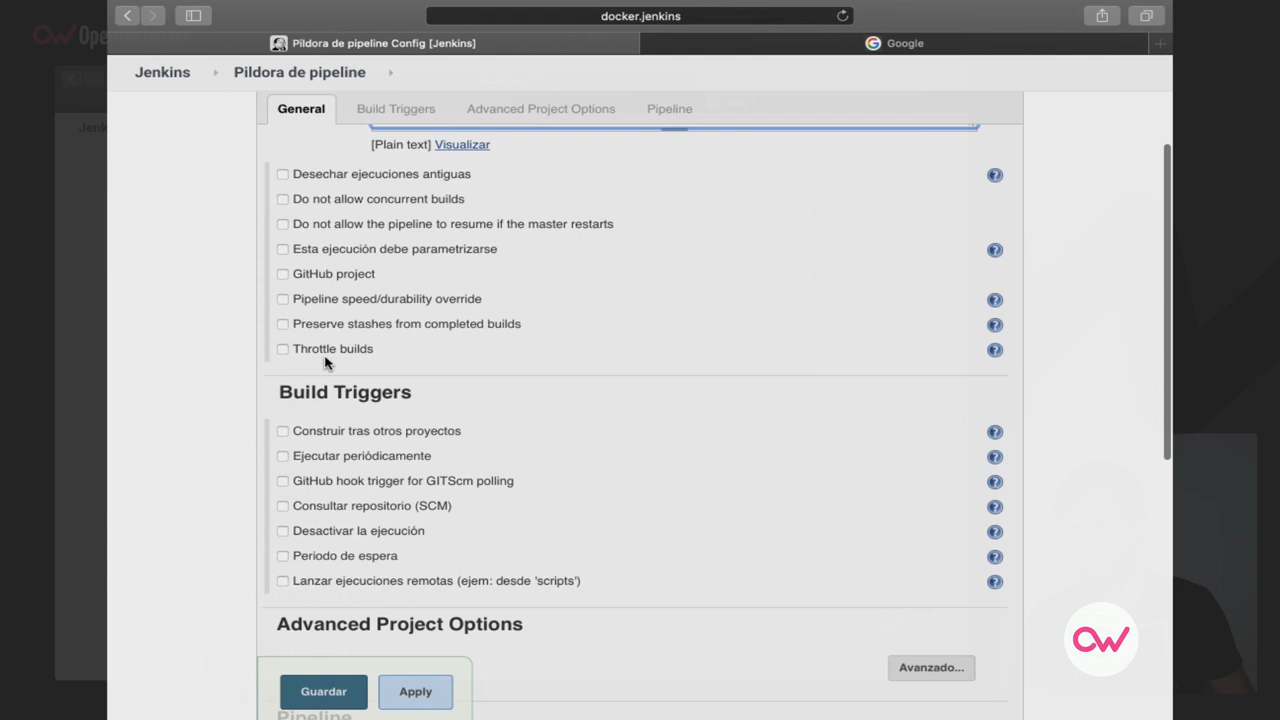 docker.jenkins
Pildora de pipeline Config [Jenkins]
Google
Jenkins
Pildora de pipeline
General
Build Triggers
Advanced Project Options
Pipeline
[Plain text] Visualizar
Desechar ejecuciones antiguas
Do not allow concurrent builds
Do not allow the pipeline to resume if the master restarts
Esta ejecución debe parametrizarse
GitHub project
Pipeline speed/durability override
Preserve stashes from completed builds
Throttle builds
Build Triggers
Construir tras otros proyectos
Ejecutar periódicamente
GitHub hook trigger for GITScm polling
Consultar repositorio (SCM)
Desactivar la ejecución
Periodo de espera
Lanzar ejecuciones remotas (ejem: desde 'scripts')
Advanced Project Options
Avanzado...
Guardar
Apply
Pipeline